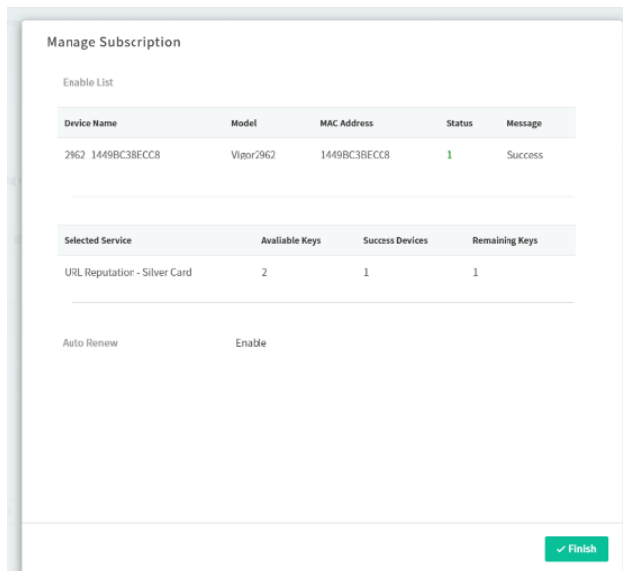 Manage Subscription
Enable List
Device Name Model MAC Address Status Message
2962_1449BC38ECC8 Vigor2962 1449BC38ECC8 1 Success
Selected Service Avaliable Keys Success Devices Remaining Keys
URL Reputation - Silver Card 2 1 1
Auto Renew Enable
✓ Finish